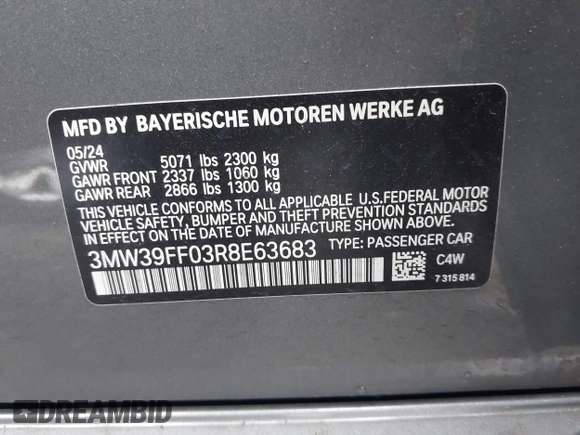 MFD BY BAYERISCHE MOTOREN WERKE AG
05/24
GVWR 5071 lbs 2300 kg
GAWR FRONT 2337 lbs 1060 kg
GAWR REAR 2866 lbs 1300 kg
THIS VEHICLE CONFORMS TO ALL APPLICABLE U.S.FEDERAL MOTOR
VEHICLE SAFETY, BUMPER AND THEFT PREVENTION STANDARDS
IN EFFECT ON THE DATE OF MANUFACTURE SHOWN ABOVE.
3MW39FF03R8E63683 TYPE: PASSENGER CAR
C4W
7 315 814
DREAMBID